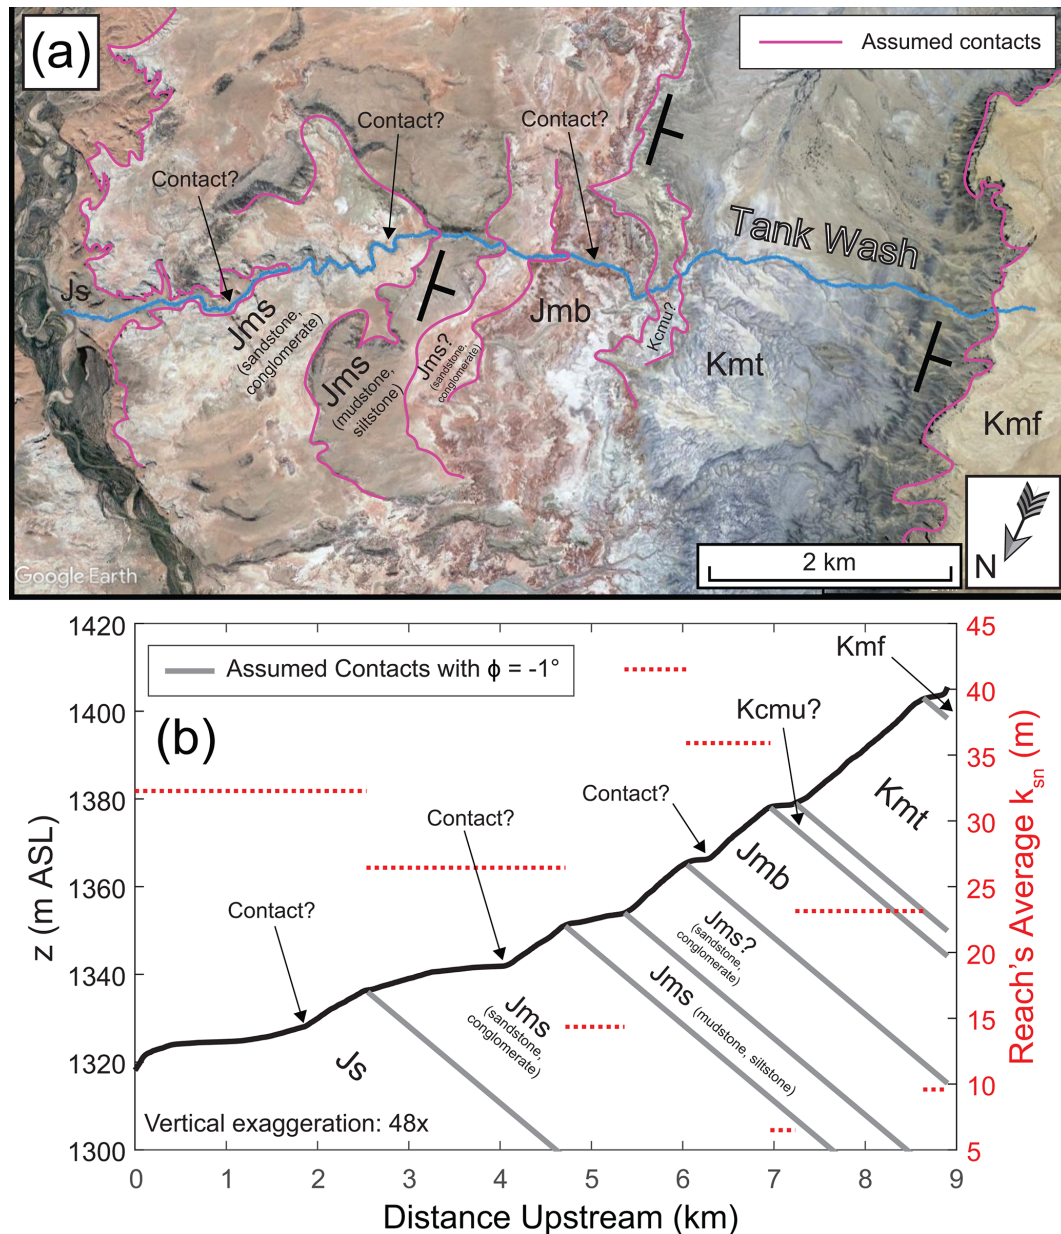 (a)
Assumed contacts
Contact?
Contact?
Contact?
Tank Wash
Js
Jms
(sandstone,
conglomerate)
Jms
(mudstone,
siltstone)
Jms?
(sandstone,
conglomerate)
Jmb
Kcmu?
Kmt
Kmf
2 km
N
Google Earth
1420
1400
1380
1360
1340
1320
1300
z (m ASL)
Assumed Contacts with ϕ = -1°
(b)
Kmf
Kcmu?
Contact?
Contact?
Contact?
Kmt
Jmb
Jms?
(sandstone,
conglomerate)
Jms (mudstone, siltstone)
Jms
(sandstone,
conglomerate)
Js
Vertical exaggeration: 48x
45
40
35
30
25
20
15
10
5
Reach's Average ksn (m)
0 1 2 3 4 5 6 7 8 9
Distance Upstream (km)